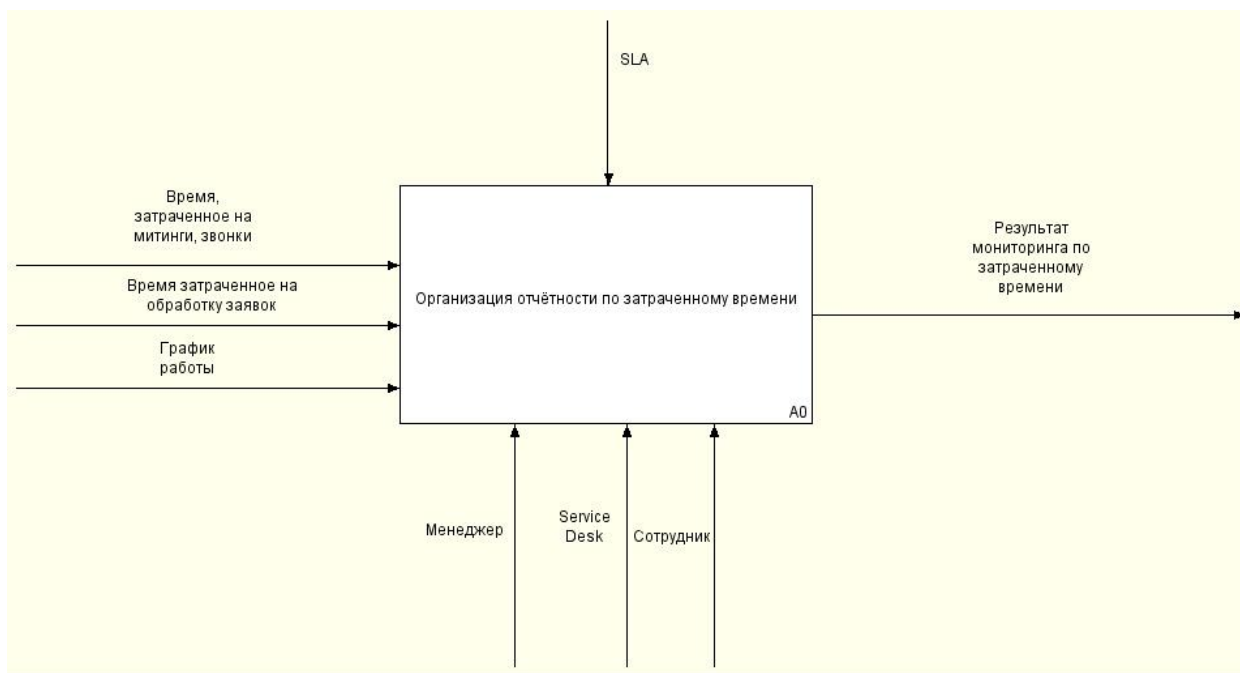 SLA
Время,
затраченное на
митинги, звонки
Время затраченное на
обработку заявок
График
работы
Организация отчётности по затраченному времени
A0
Результат
мониторинга по
затраченному
времени
Менеджер
Service
Desk
Сотрудник